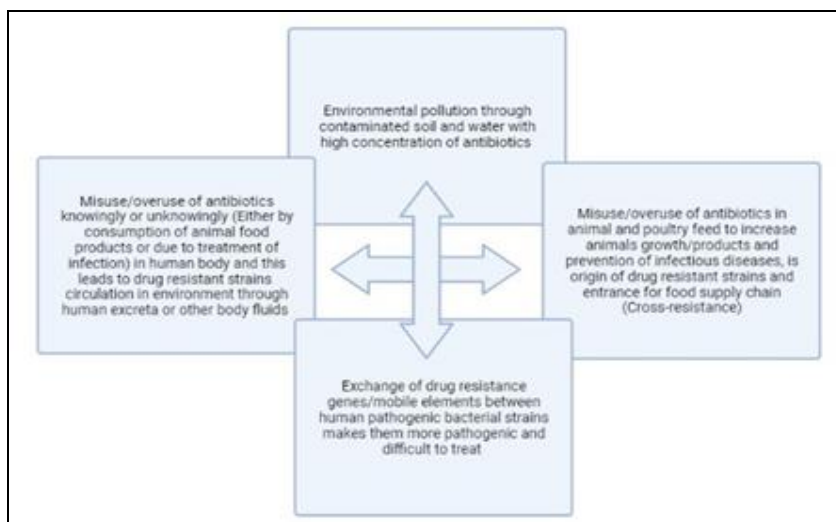 Environmental pollution through
contaminated soil and water with
high concentration of antibiotics
Misuse/overuse of antibiotics
knowingly or unknowingly (Either by
consumption of animal food
products or due to treatment of
infection) in human body and this
leads to drug resistant strains
circulation in environment through
human excreta or other body fluids
Misuse/overuse of antibiotics in
animal and poultry feed to increase
animals growth/products and
prevention of infectious diseases, is
origin of drug resistant strains and
entrance for food supply chain
(Cross-resistance)
Exchange of drug resistance
genes/mobile elements between
human pathogenic bacterial strains
makes them more pathogenic and
difficult to treat